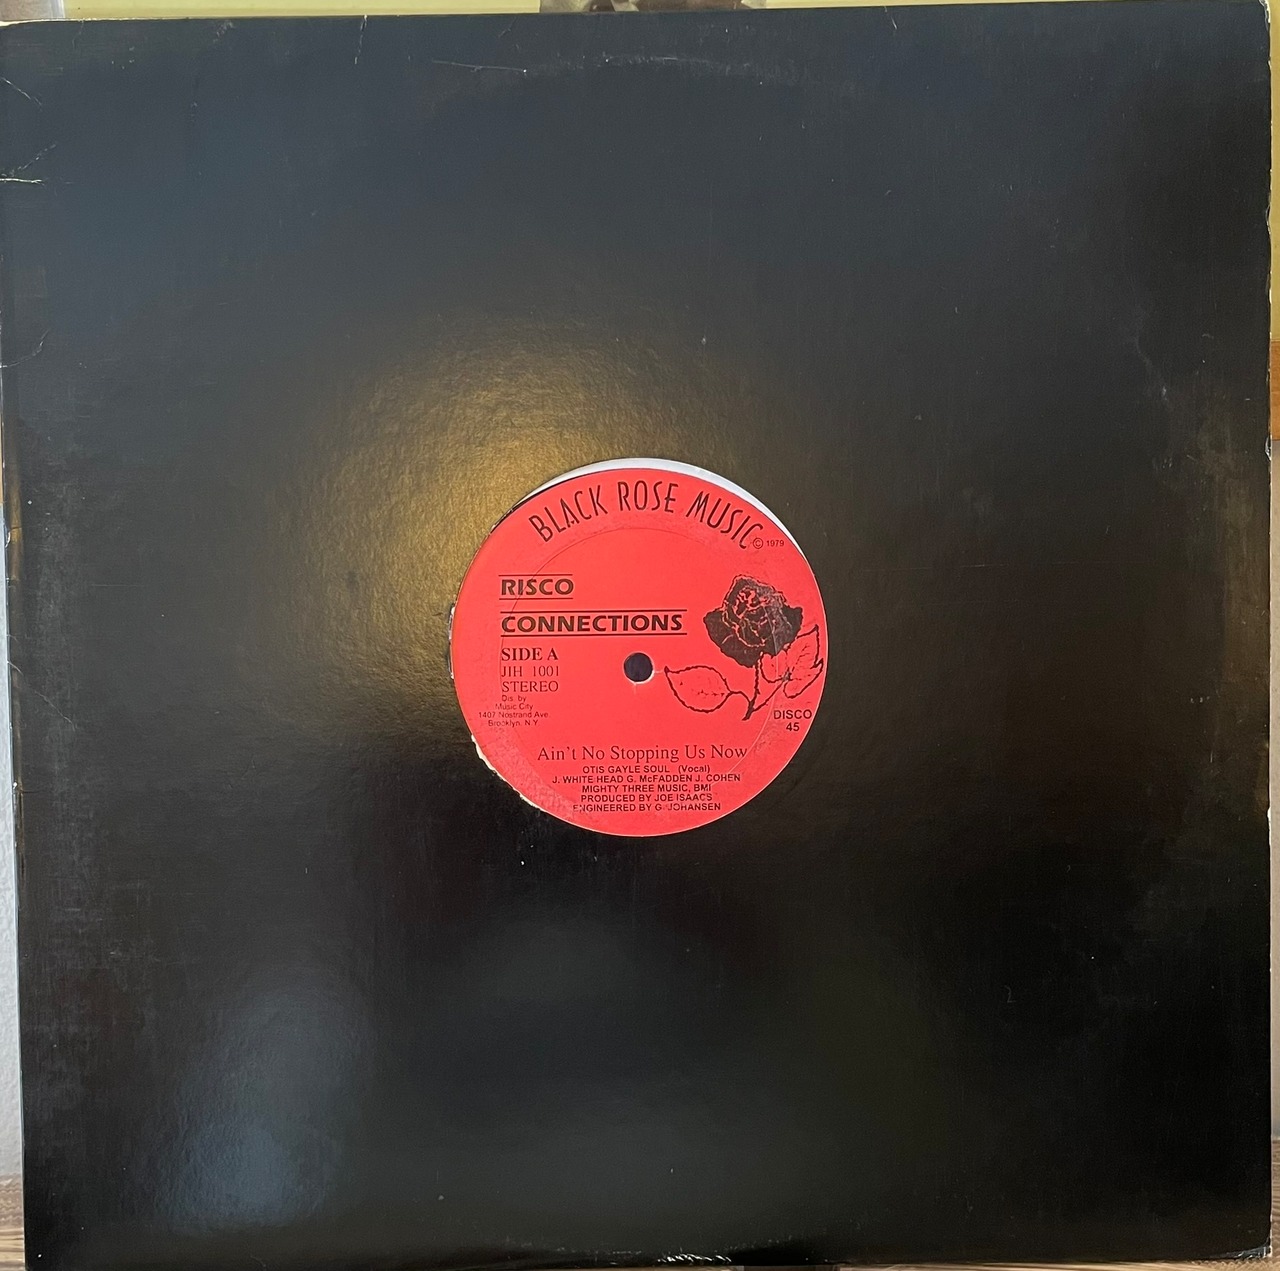 BLACK ROSE MUSIC
© 1979
RISCO
CONNECTIONS
SIDE A
JIH 1001
STEREO
Dis. by
Music City
1407 Nostrand Ave.
Brooklyn, N.Y.
DISCO
45
Ain't No Stopping Us Now
OTIS GAYLE SOUL (Vocal)
J. WHITE HEAD G. McFADDEN J. COHEN
MIGHTY THREE MUSIC, BMI
PRODUCED BY JOE ISAACS
ENGINEERED BY G. JOHANSEN